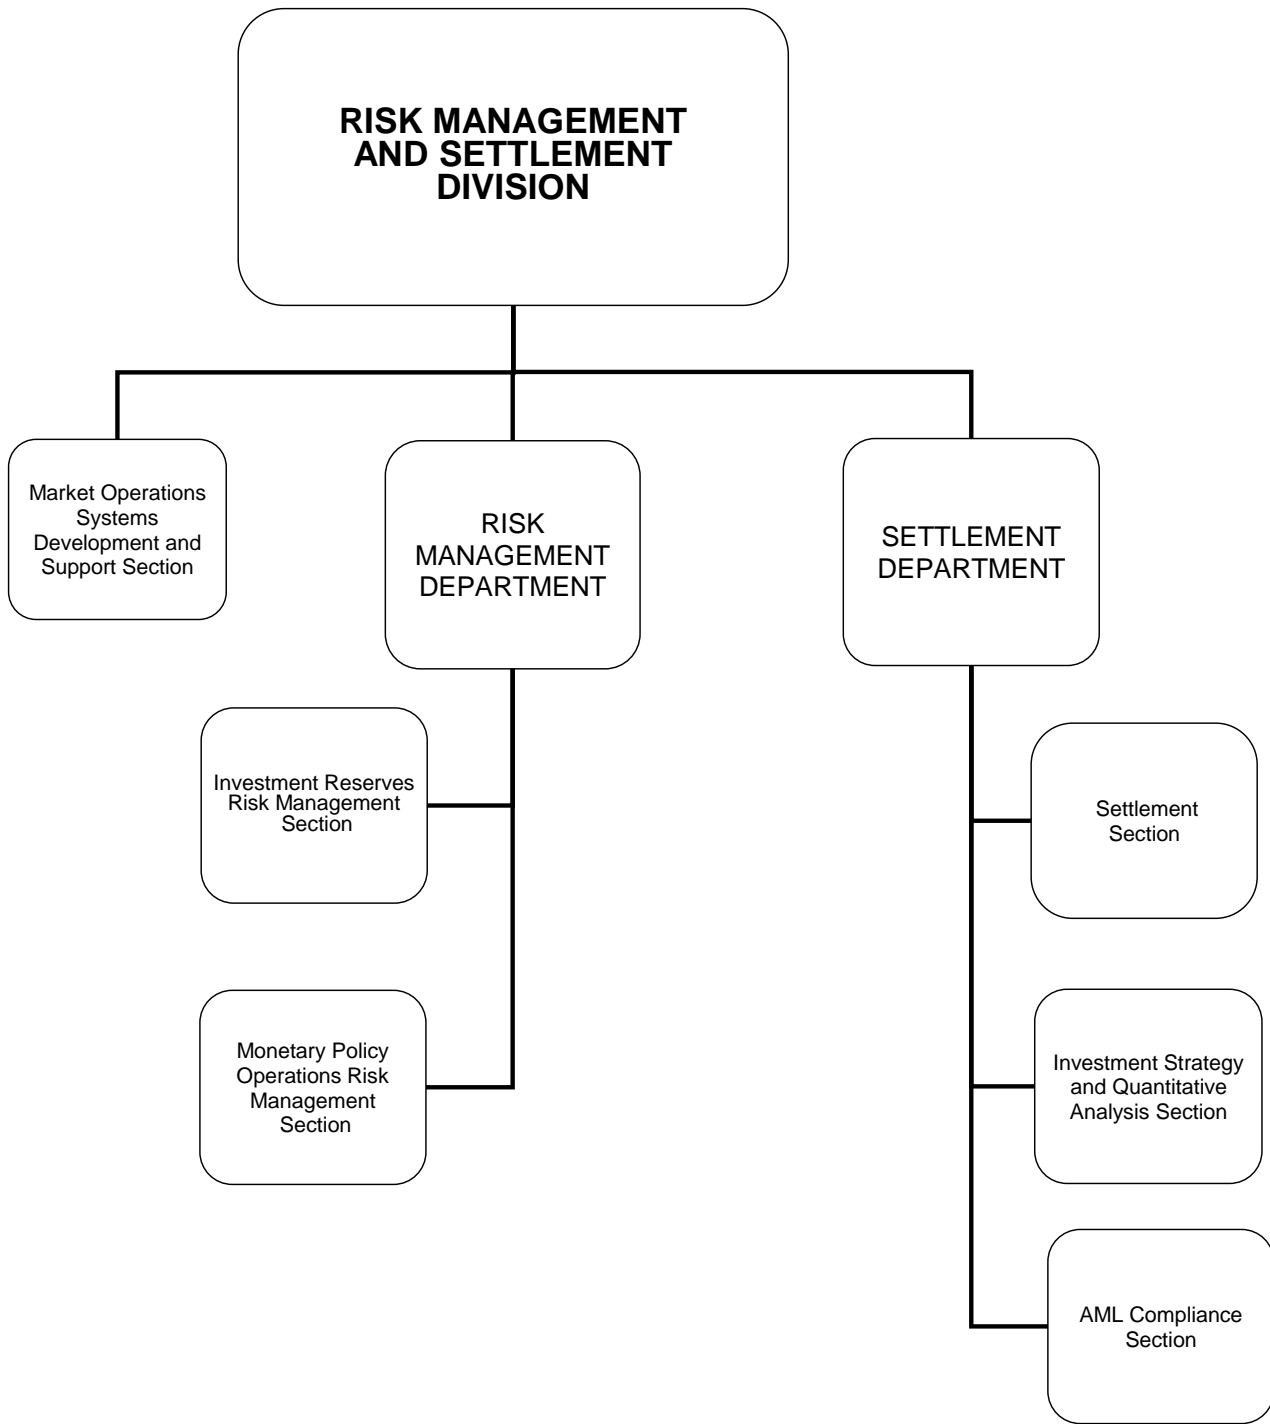 RISK MANAGEMENT
AND SETTLEMENT
DIVISION
Market Operations
Systems
Development and
Support Section
RISK
MANAGEMENT
DEPARTMENT
SETTLEMENT
DEPARTMENT
Investment Reserves
Risk Management
Section
Settlement
Section
Monetary Policy
Operations Risk
Management
Section
Investment Strategy
and Quantitative
Analysis Section
AML Compliance
Section